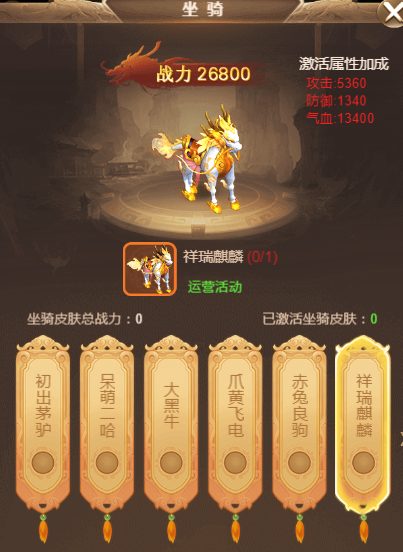 坐骑
战力 26800
激活属性加成
攻击:5360
防御:1340
气血:13400
祥瑞麒麟 (0/1)
运营活动
坐骑皮肤总战力：0
已激活坐骑皮肤：0
初出茅驴
呆萌二哈
大黑牛
爪黄飞电
赤兔良驹
祥瑞麒麟